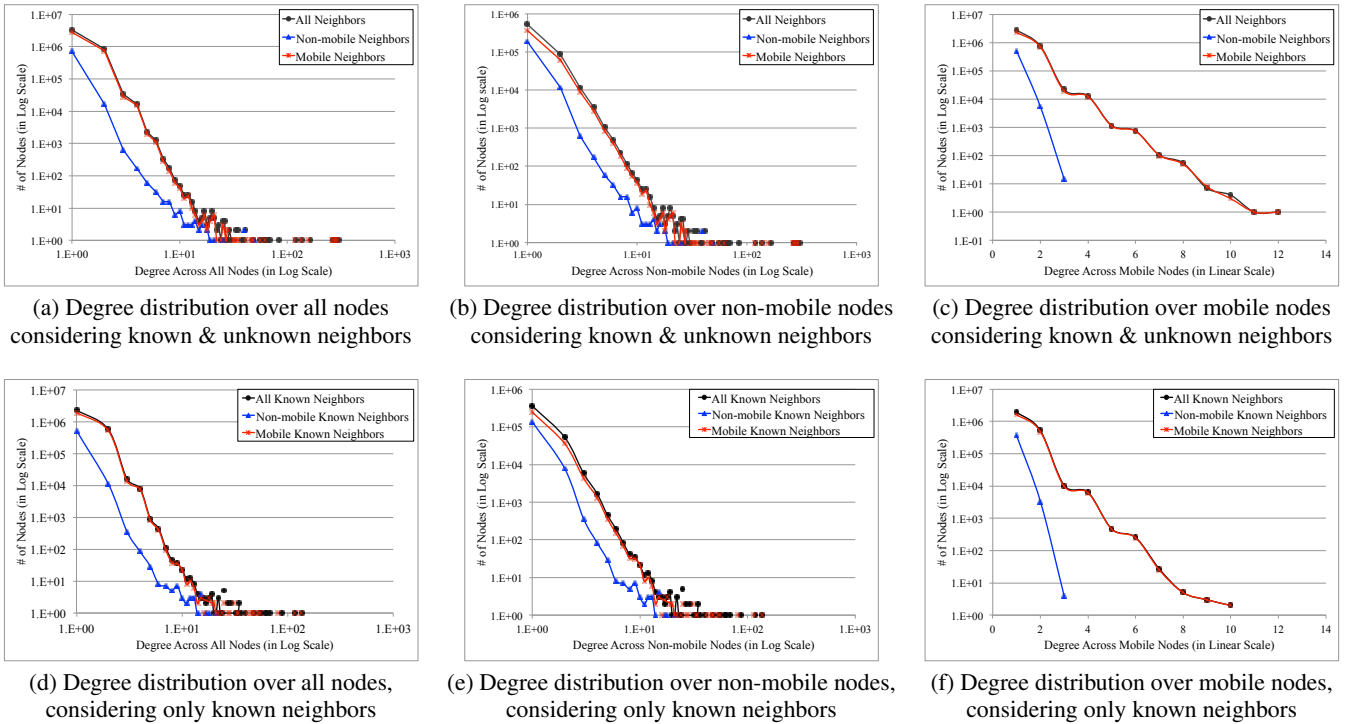 1.E+07
1.E+06
1.E+05
1.E+04
1.E+03
1.E+02
1.E+01
1.E+00
# of Nodes (in Log Scale)
All Neighbors
Non-mobile Neighbors
Mobile Neighbors
1.E+00 1.E+01 1.E+02 1.E+03
Degree Across All Nodes (in Log Scale)
(a) Degree distribution over all nodes
considering known & unknown neighbors
1.E+06
1.E+05
1.E+04
1.E+03
1.E+02
1.E+01
1.E+00
# of Nodes (in Log scale)
All Neighbors
Non-mobile Neighbors
Mobile Neighbors
1.E+00 1.E+01 1.E+02 1.E+03
Degree Across Non-mobile Nodes (in Log Scale)
(b) Degree distribution over non-mobile nodes
considering known & unknown neighbors
1.E+07
1.E+06
1.E+05
1.E+04
1.E+03
1.E+02
1.E+01
1.E+00
1.E-01
# of Nodes (in Log Scale)
All Neighbors
Non-mobile Neighbors
Mobile Neighbors
0 2 4 6 8 10 12 14
Degree Across Mobile Nodes (in Linear Scale)
(c) Degree distribution over mobile nodes
considering known & unknown neighbors
1.E+07
1.E+06
1.E+05
1.E+04
1.E+03
1.E+02
1.E+01
1.E+00
# of Nodes (in Log Scale)
All Known Neighbors
Non-mobile Known Neighbors
Mobile Known Neighbors
1.E+00 1.E+01 1.E+02 1.E+03
Degree Across All Nodes (in Log Scale)
(d) Degree distribution over all nodes,
considering only known neighbors
1.E+06
1.E+05
1.E+04
1.E+03
1.E+02
1.E+01
1.E+00
# of Nodes (in Log Scale)
All Known Neighbors
Non-mobile Known Neighbors
Mobile Known Neighbors
1.E+00 1.E+01 1.E+02 1.E+03
Degree Across Non-mobile Nodes (in Log Scale)
(e) Degree distribution over non-mobile nodes,
considering only known neighbors
1.E+07
1.E+06
1.E+05
1.E+04
1.E+03
1.E+02
1.E+01
1.E+00
# of Nodes (in Log Scale)
All Known Neighbors
Non-mobile Known Neighbors
Mobile Known Neighbors
0 2 4 6 8 10 12 14
Degree Across Mobile Nodes (in Linear Scale)
(f) Degree distribution over mobile nodes,
considering only known neighbors